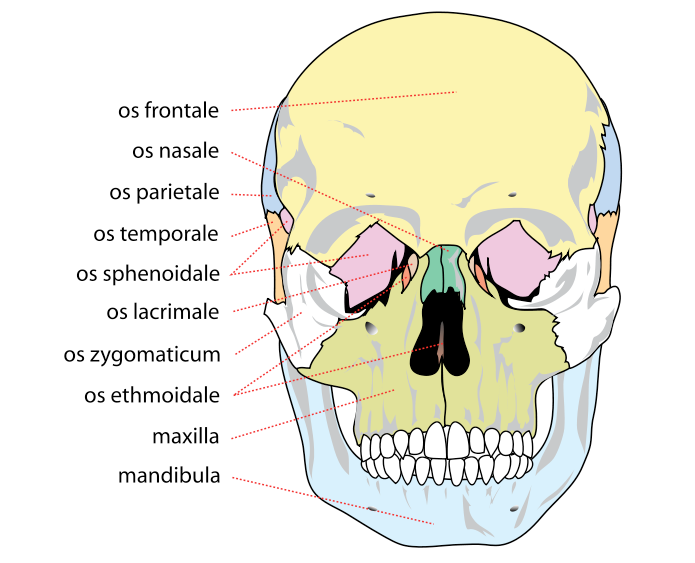 os frontale
os nasale
os parietale
os temporale
os sphenoidale
os lacrimale
os zygomaticum
os ethmoidale
maxilla
mandibula